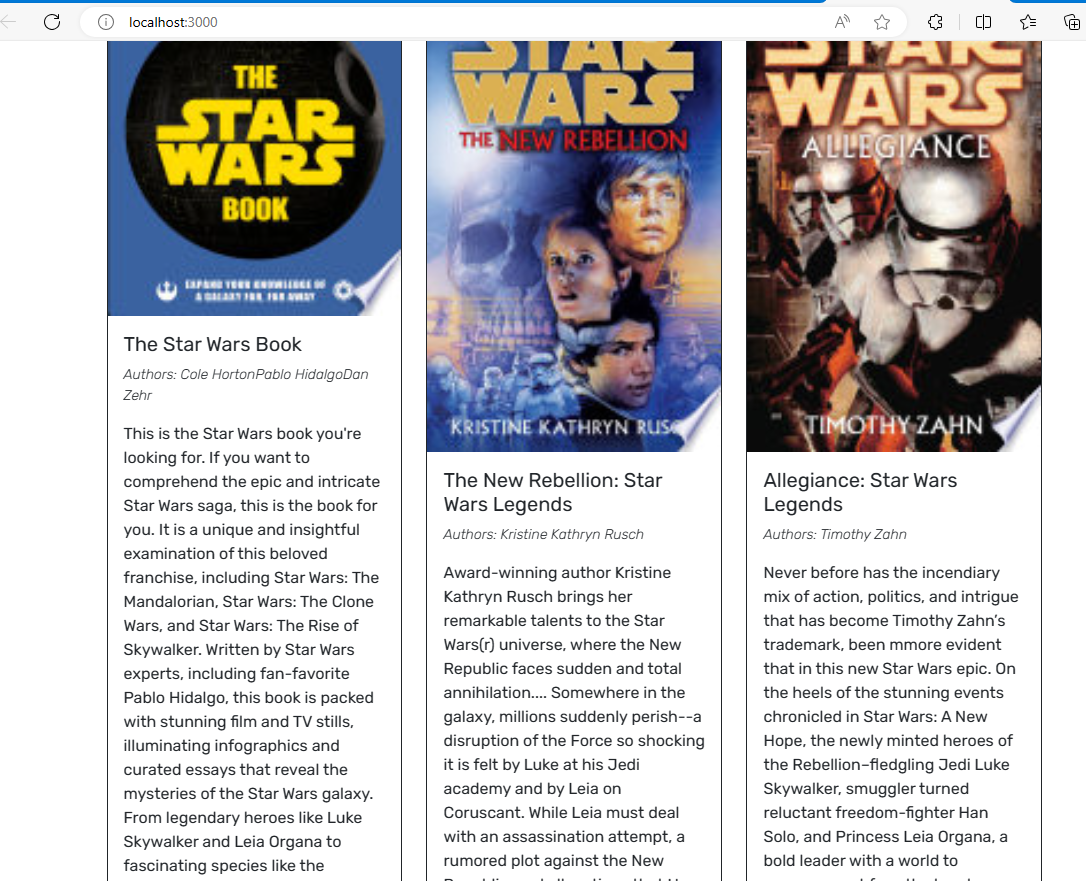 localhost:3000
THE
STAR
WARS
BOOK
EXPAND YOUR KNOWLEDGE OF
A GALAXY FAR, FAR AWAY
The Star Wars Book
Authors: Cole HortonPablo HidalgoDan
Zehr
This is the Star Wars book you're
looking for. If you want to
comprehend the epic and intricate
Star Wars saga, this is the book for
you. It is a unique and insightful
examination of this beloved
franchise, including Star Wars: The
Mandalorian, Star Wars: The Clone
Wars, and Star Wars: The Rise of
Skywalker. Written by Star Wars
experts, including fan-favorite
Pablo Hidalgo, this book is packed
with stunning film and TV stills,
illuminating infographics and
curated essays that reveal the
mysteries of the Star Wars galaxy.
From legendary heroes like Luke
Skywalker and Leia Organa to
fascinating species like the
STAR
WARS
THE NEW REBELLION
KRISTINE KATHRYN RUSC
The New Rebellion: Star
Wars Legends
Authors: Kristine Kathryn Rusch
Award-winning author Kristine
Kathryn Rusch brings her
remarkable talents to the Star
Wars(r) universe, where the New
Republic faces sudden and total
annihilation.... Somewhere in the
galaxy, millions suddenly perish--a
disruption of the Force so shocking
it is felt by Luke at his Jedi
academy and by Leia on
Coruscant. While Leia must deal
with an assassination attempt, a
rumored plot against the New
STAR
WARS
ALLEGIANCE
TIMOTHY ZAHN
Allegiance: Star Wars
Legends
Authors: Timothy Zahn
Never before has the incendiary
mix of action, politics, and intrigue
that has become Timothy Zahn’s
trademark, been mmore evident
that in this new Star Wars epic. On
the heels of the stunning events
chronicled in Star Wars: A New
Hope, the newly minted heroes of
the Rebellion–fledgling Jedi Luke
Skywalker, smuggler turned
reluctant freedom-fighter Han
Solo, and Princess Leia Organa, a
bold leader with a world to